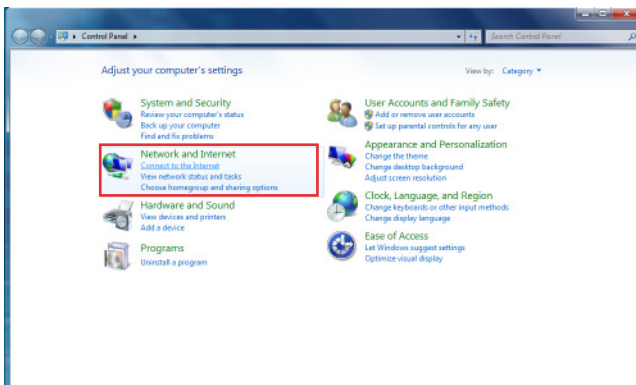 Control Panel
Search Control Panel
Adjust your computer's settings
View by: Category
System and Security
Review your computer's status
Back up your computer
Find and fix problems
Network and Internet
Connect to the Internet
View network status and tasks
Choose homegroup and sharing options
Hardware and Sound
View devices and printers
Add a device
Programs
Uninstall a program
User Accounts and Family Safety
Add or remove user accounts
Set up parental controls for any user
Appearance and Personalization
Change the theme
Change desktop background
Adjust screen resolution
Clock, Language, and Region
Change keyboards or other input methods
Change display language
Ease of Access
Let Windows suggest settings
Optimize visual display